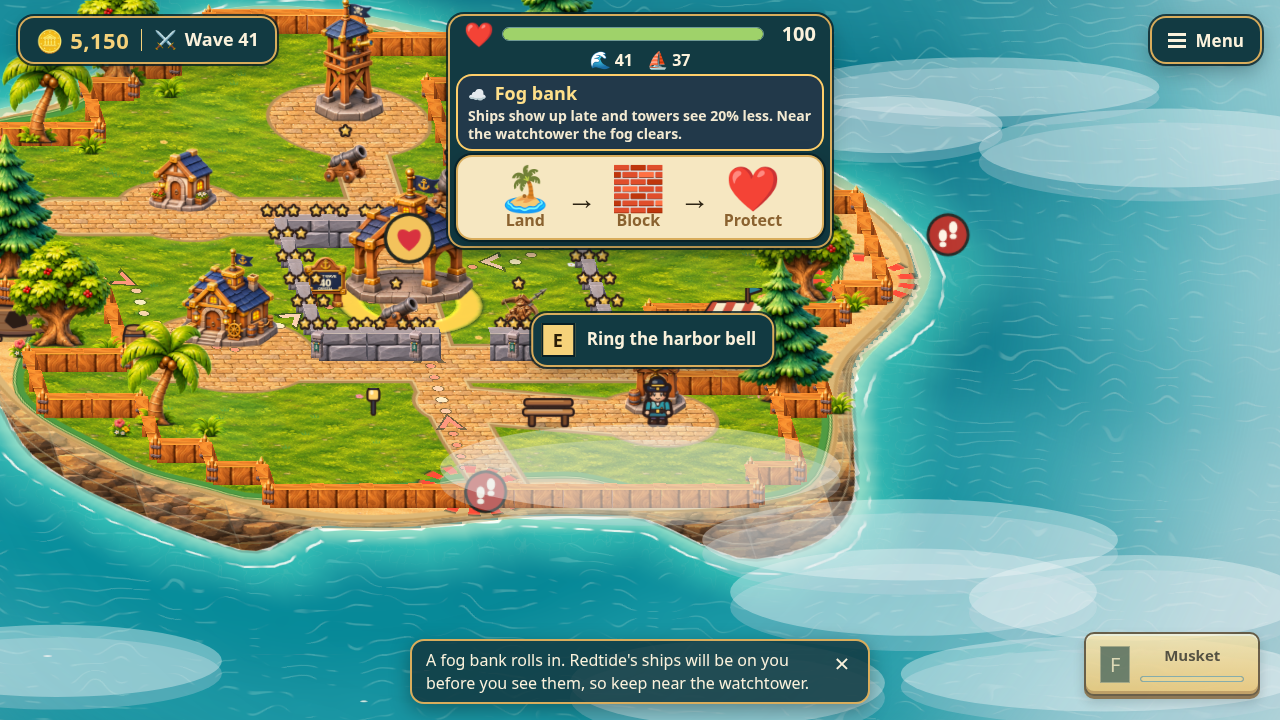 5,150
Wave 41
100
41
37
Menu
Fog bank
Ships show up late and towers see 20% less. Near
the watchtower the fog clears.
Land
→
Block
→
Protect
40
E
Ring the harbor bell
A fog bank rolls in. Redtide's ships will be on you
before you see them, so keep near the watchtower.
F
Musket